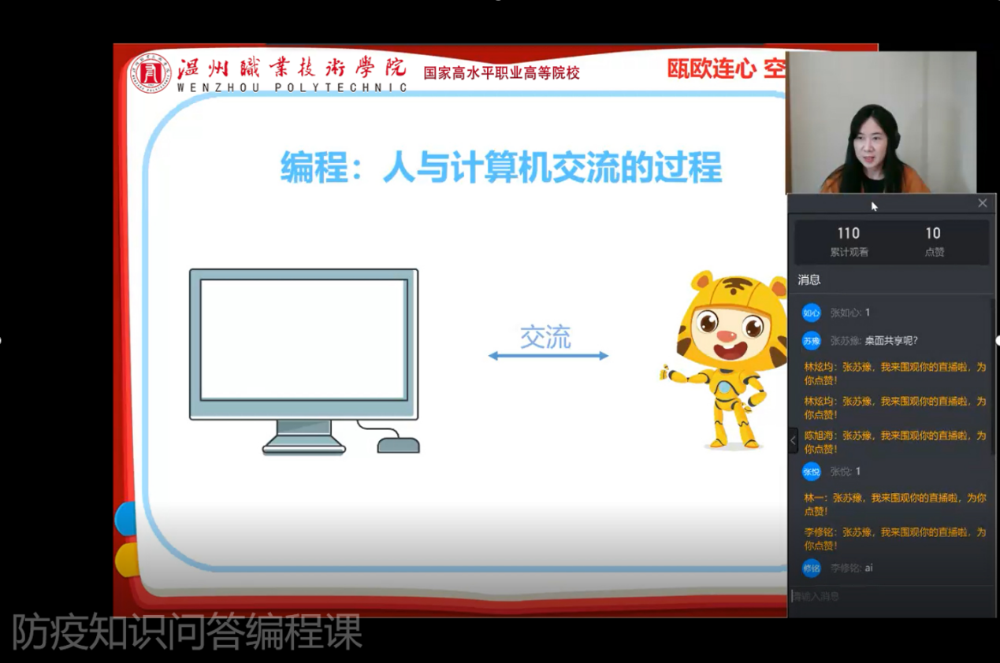 温州職業技術學院
WENZHOU POLYTECHNIC
国家高水平职业高等院校
瓯欧连心 空
编程：人与计算机交流的过程
交流
110
10
累计观看
点赞
消息
如心 张如心: 1
苏豫 张苏豫: 桌面共享呢?
林炫均：张苏豫，我来围观你的直播啦，为
你点赞！
林炫均：张苏豫，我来围观你的直播啦，为
你点赞！
陈旭海：张苏豫，我来围观你的直播啦，为
你点赞！
张悦 张悦: 1
林一：张苏豫，我来围观你的直播啦，为你
点赞！
李修铭：张苏豫，我来围观你的直播啦，为
你点赞！
修铭 李修铭: ai
请输入消息
防疫知识问答编程课